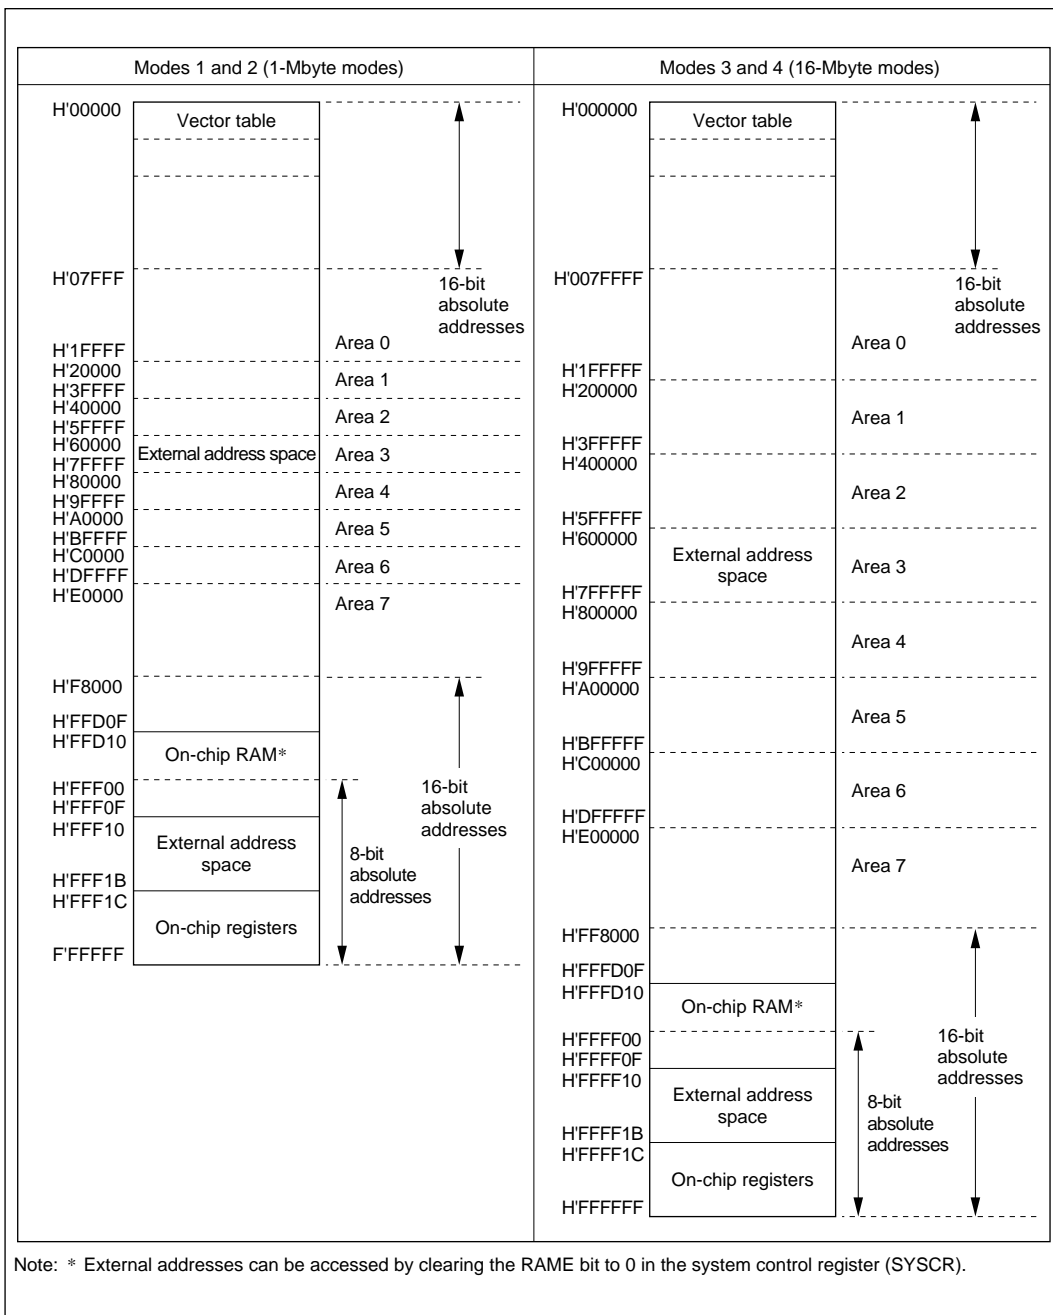 Modes 1 and 2 (1-Mbyte modes)
H'00000
Vector table
H'07FFF
16-bit
absolute
addresses
H'1FFFF
Area 0
H'20000
Area 1
H'3FFFF
H'40000
Area 2
H'5FFFF
H'60000
External address space
Area 3
H'7FFFF
H'80000
Area 4
H'9FFFF
H'A0000
Area 5
H'BFFFF
H'C0000
Area 6
H'DFFFF
H'E0000
Area 7
H'F8000
H'FFD0F
H'FFD10
On-chip RAM*
H'FFF00
H'FFF0F
H'FFF10
External address
space
H'FFF1B
H'FFF1C
On-chip registers
F'FFFFF
8-bit
absolute
addresses
16-bit
absolute
addresses
Modes 3 and 4 (16-Mbyte modes)
H'000000
Vector table
H'007FFFF
16-bit
absolute
addresses
Area 0
H'1FFFFF
H'200000
Area 1
H'3FFFFF
H'400000
Area 2
H'5FFFFF
H'600000
External address
space
Area 3
H'7FFFFF
H'800000
Area 4
H'9FFFFF
H'A00000
Area 5
H'BFFFFF
H'C00000
Area 6
H'DFFFFF
H'E00000
Area 7
H'FF8000
H'FFFD0F
H'FFFD10
On-chip RAM*
H'FFFF00
H'FFFF0F
H'FFFF10
External address
space
H'FFFF1B
H'FFFF1C
On-chip registers
H'FFFFFF
8-bit
absolute
addresses
16-bit
absolute
addresses
Note: * External addresses can be accessed by clearing the RAME bit to 0 in the system control register (SYSCR).